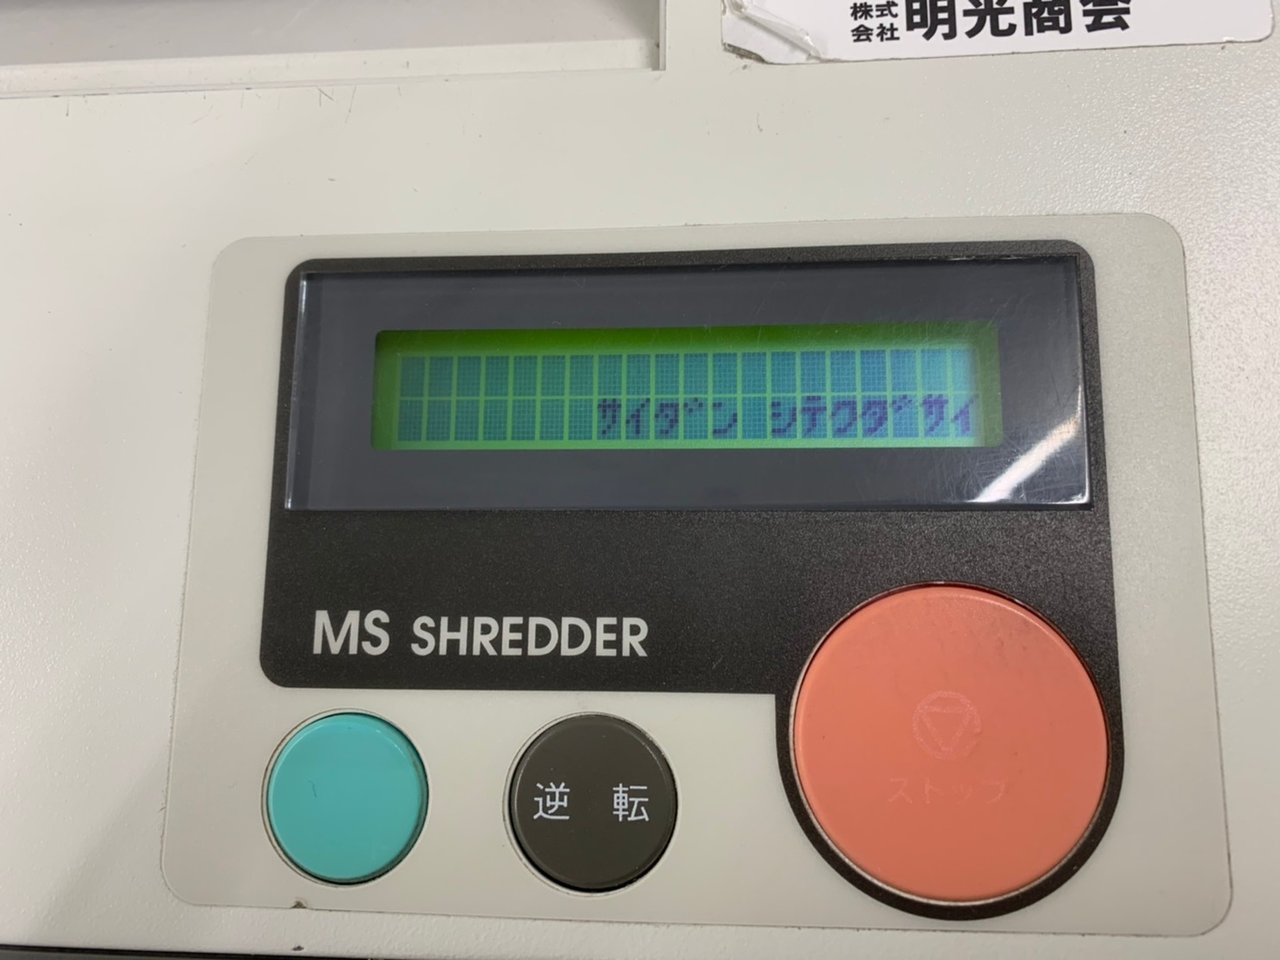 株式会社 明光商会
サイダン シテクダサイ
MS SHREDDER
逆 転
ストップ